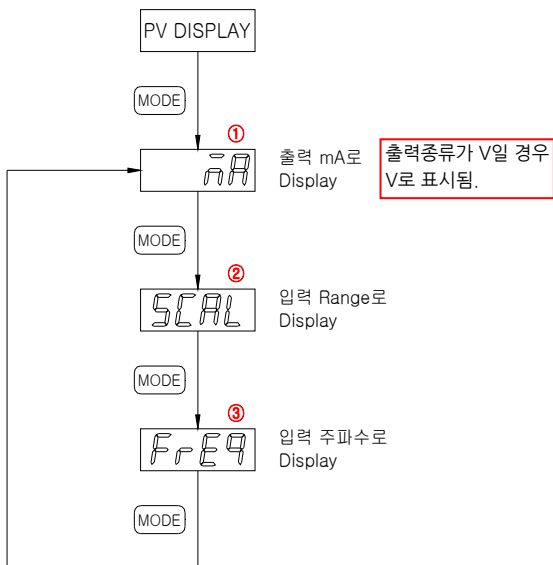 PV DISPLAY
MODE
①
mA
출력 mA로
Display
출력종류가 V일 경우
V로 표시됨.
MODE
②
SCAL
입력 Range로
Display
MODE
③
FrEq
입력 주파수로
Display
MODE